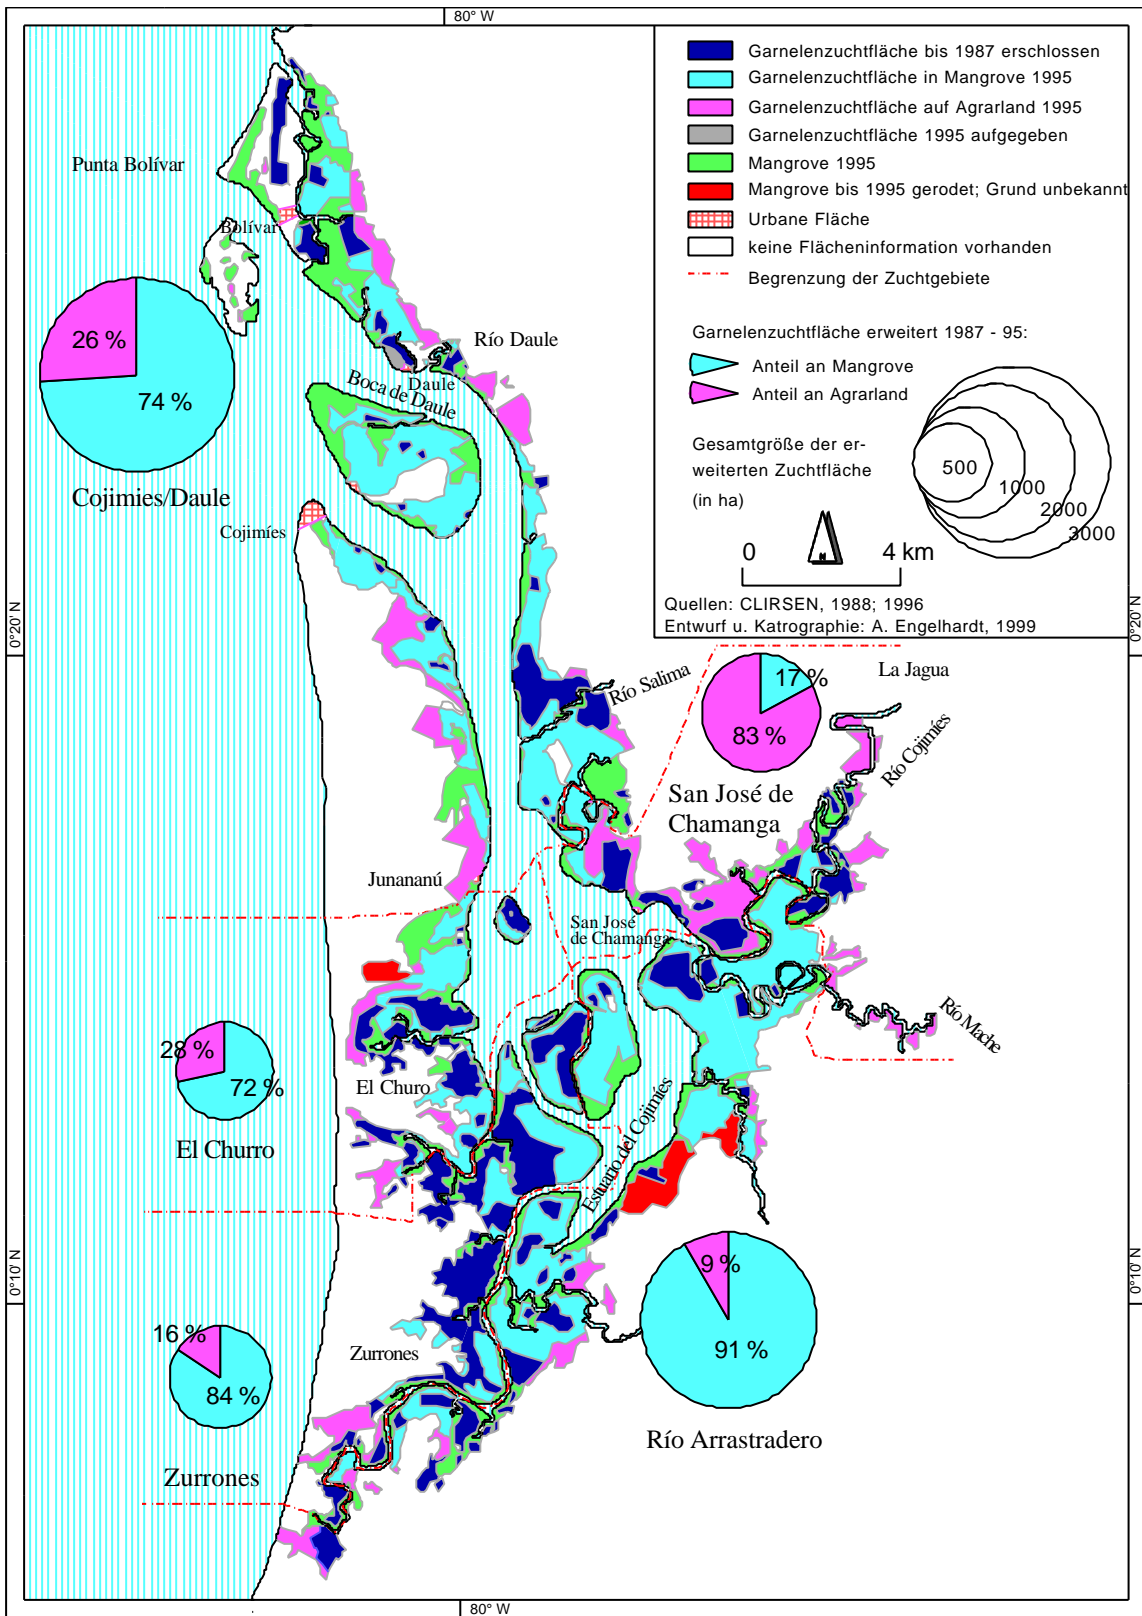 80° W
Garnelenzuchtfläche bis 1987 erschlossen
Garnelenzuchtfläche in Mangrove 1995
Garnelenzuchtfläche auf Agrarland 1995
Garnelenzuchtfläche 1995 aufgegeben
Mangrove 1995
Mangrove bis 1995 gerodet; Grund unbekannt
Urbane Fläche
keine Flächeninformation vorhanden
Begrenzung der Zuchtgebiete
Garnelenzuchtfläche erweitert 1987 - 95:
Anteil an Mangrove
Anteil an Agrarland
Gesamtgröße der er-
weiterten Zuchtfläche
(in ha)
500
1000
2000
3000
N
0
4 km
Quellen: CLIRSEN, 1988; 1996
Entwurf u. Katrographie: A. Engelhardt, 1999
Punta Bolívar
Bolívar
26 %
74 %
Cojimies/Daule
Río Daule
Daule
Boca de Daule
Cojimíes
0°20' N
0°20' N
Río Salima
La Jagua
17 %
83 %
San José de
Chamanga
Río Cojimíes
Junananú
San José
de Chamanga
Río Mache
28 %
72 %
El Churo
El Churro
Estuario del Cojimíes
0°10' N
0°10' N
9 %
91 %
Río Arrastradero
16 %
84 %
Zurrones
Zurrones
80° W